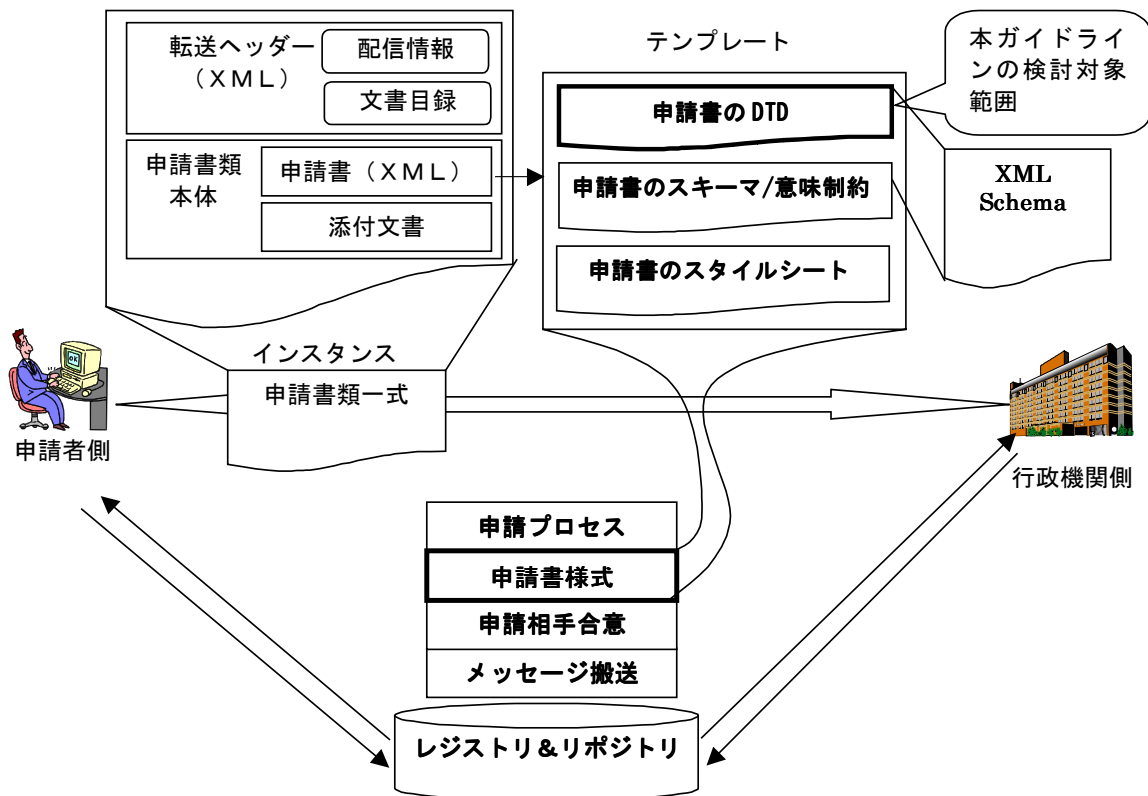 転送ヘッダー
（ＸＭＬ）
配信情報
文書目録
申請書類
本体
申請書（ＸＭＬ）
添付文書
テンプレート
申請書のDTD
申請書のスキーマ/意味制約
申請書のスタイルシート
本ガイドライ
ンの検討対象
範囲
XML
Schema
インスタンス
申請書類一式
OK
申請者側
行政機関側
申請プロセス
申請書様式
申請相手合意
メッセージ搬送
レジストリ＆リポジトリ